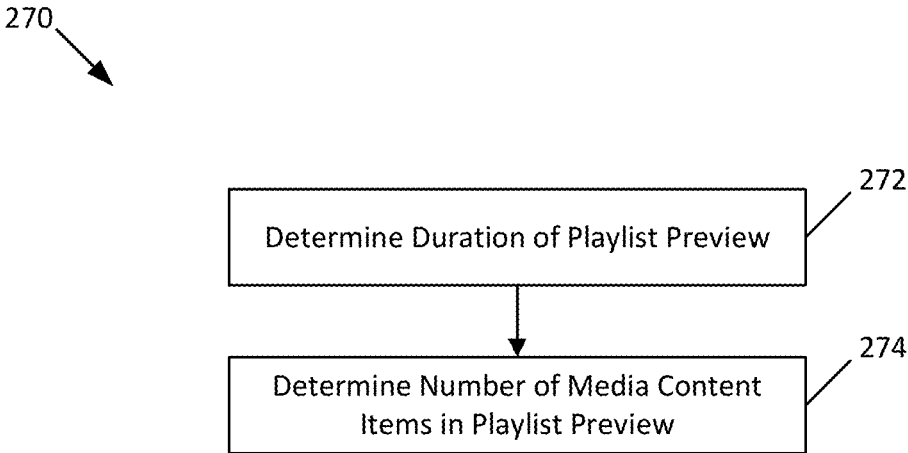 270
272
Determine Duration of Playlist Preview
274
Determine Number of Media Content
Items in Playlist Preview